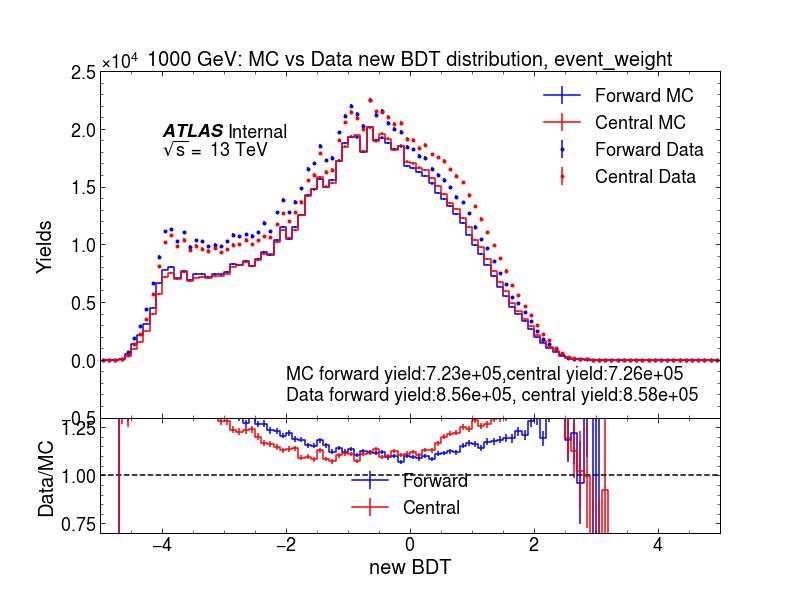 ×10⁴ 1000 GeV: MC vs Data new BDT distribution, event_weight
2.5
2.0
1.5
1.0
0.5
0.0
0.5
Yields
ATLAS Internal
√s = 13 TeV
Forward MC
Central MC
Forward Data
Central Data
MC forward yield:7.23e+05,central yield:7.26e+05
Data forward yield:8.56e+05, central yield:8.58e+05
1.25
1.00
0.75
Data/MC
Forward
Central
−4 −2 0 2 4
new BDT